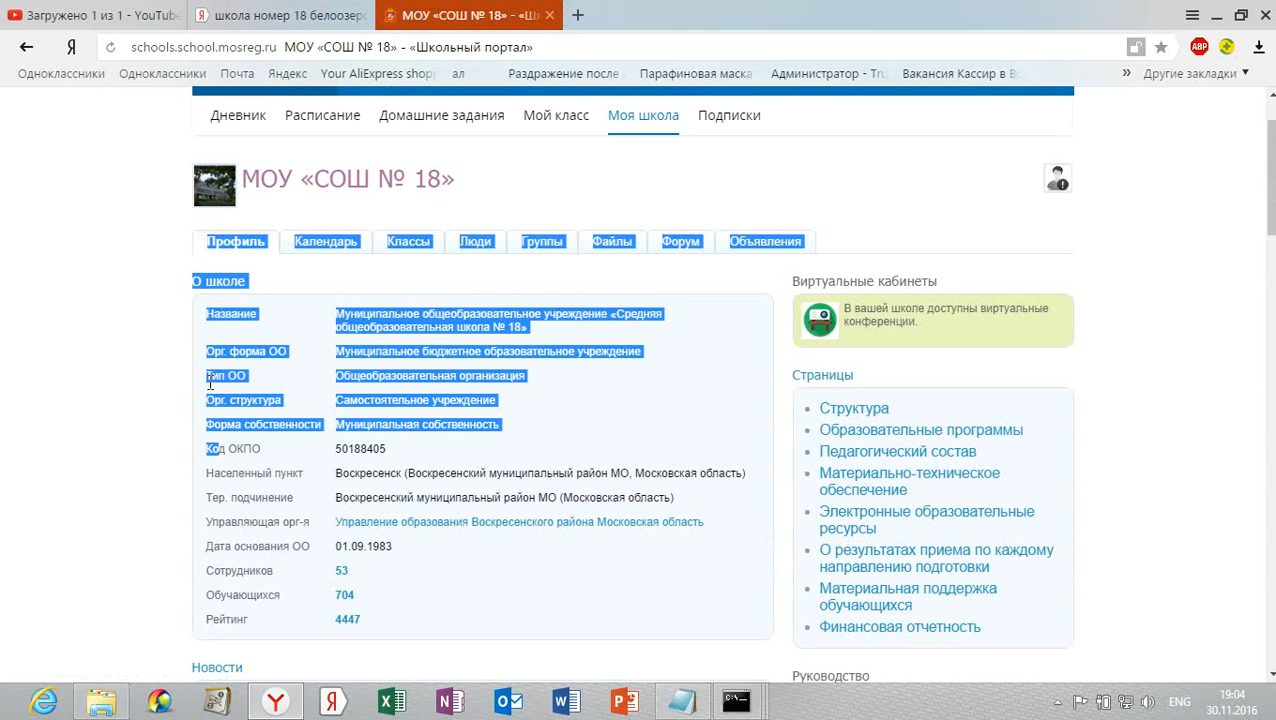 Загружено 1 из 1 - YouTube
школа номер 18 белоозер
МОУ «СОШ № 18» - «Ш
schools.school.mosreg.ru МОУ «СОШ № 18» - «Школьный портал»
Одноклассники Одноклассники Почта Яндекс Your AliExpress shop ал Раздражение после Парафиновая маска Администратор - Tru Вакансия Кассир в В » Другие закладки
Дневник Расписание Домашние задания Мой класс Моя школа Подписки
МОУ «СОШ № 18»
Профиль Календарь Классы Люди Группы Файлы Форум Объявления
О школе
Название Муниципальное общеобразовательное учреждение «Средняя
общеобразовательная школа № 18»
Орг. форма ОО Муниципальное бюджетное образовательное учреждение
Тип ОО Общеобразовательная организация
Орг. структура Самостоятельное учреждение
Форма собственности Муниципальная собственность
Код ОКПО 50188405
Населенный пункт Воскресенск (Воскресенский муниципальный район МО, Московская область)
Тер. подчинение Воскресенский муниципальный район МО (Московская область)
Управляющая орг-я Управление образования Воскресенского района Московская область
Дата основания ОО 01.09.1983
Сотрудников 53
Обучающихся 704
Рейтинг 4447
Новости
Виртуальные кабинеты
В вашей школе доступны виртуальные
конференции.
Страницы
Структура
Образовательные программы
Педагогический состав
Материально-техническое
обеспечение
Электронные образовательные
ресурсы
О результатах приема по каждому
направлению подготовки
Материальная поддержка
обучающихся
Финансовая отчетность
Руководство
ENG
19:04
30.11.2016